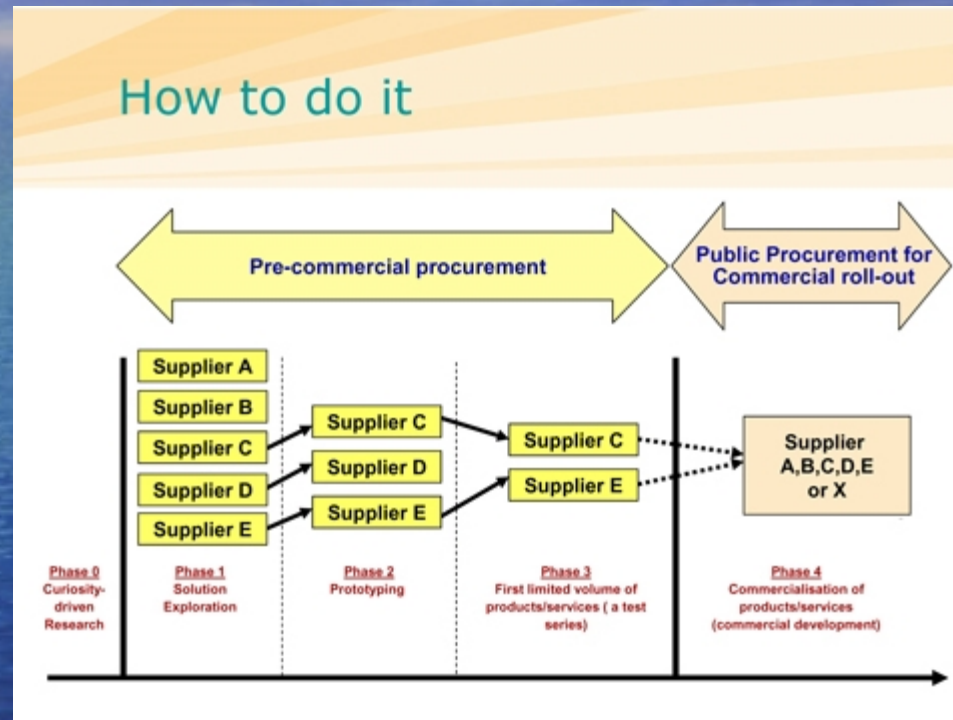 How to do it
Pre-commercial procurement
Public Procurement for
Commercial roll-out
Supplier A
Supplier B
Supplier C
Supplier D
Supplier E
Supplier C
Supplier D
Supplier E
Supplier C
Supplier E
Supplier
A,B,C,D,E
or X
Phase 0
Curiosity-
driven
Research
Phase 1
Solution
Exploration
Phase 2
Prototyping
Phase 3
First limited volume of
products/services ( a test
series)
Phase 4
Commercialisation of
products/services
(commercial development)